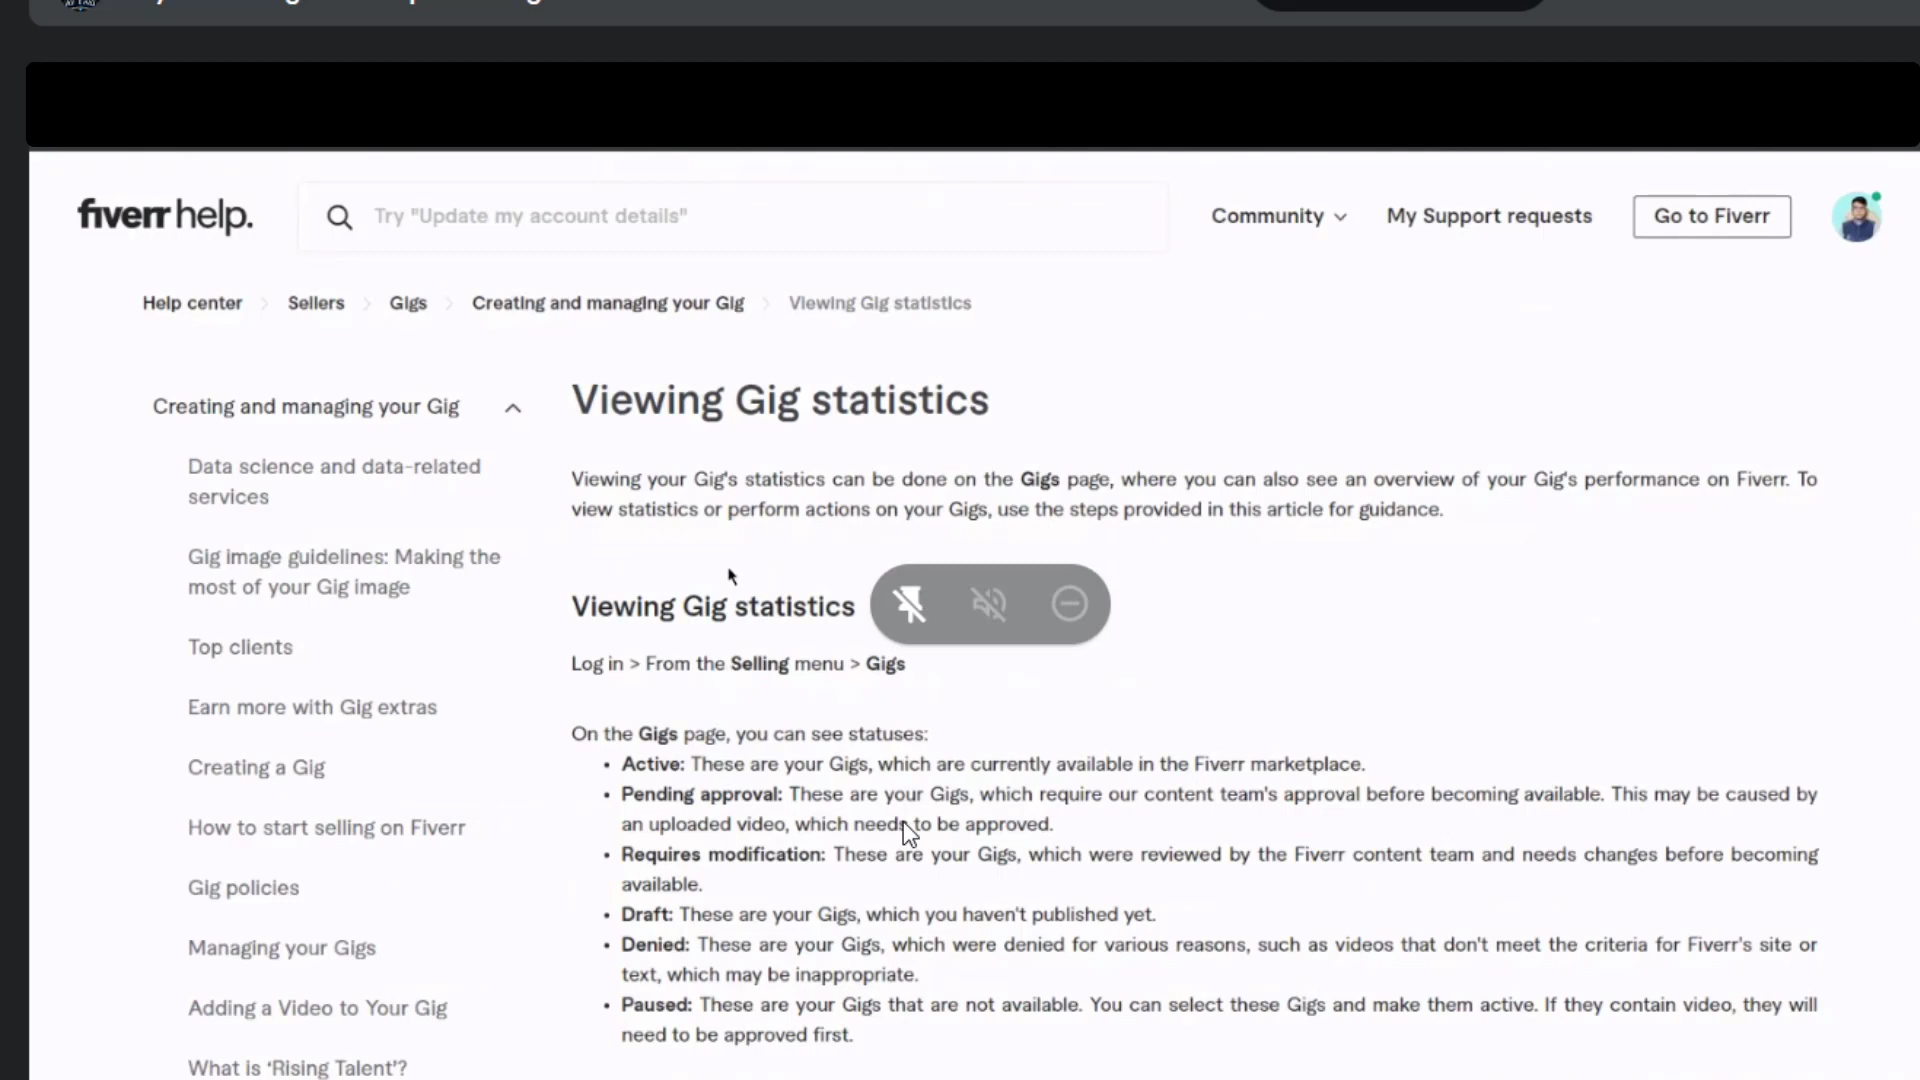 fiverr help.
Try "Update my account details"
Community
My Support requests
Go to Fiverr
Help center
Sellers
Gigs
Creating and managing your Gig
Viewing Gig statistics
Creating and managing your Gig
Data science and data-related
services
Gig image guidelines: Making the
most of your Gig image
Top clients
Earn more with Gig extras
Creating a Gig
How to start selling on Fiverr
Gig policies
Managing your Gigs
Adding a Video to Your Gig
What is ‘Rising Talent’?
Viewing Gig statistics
Viewing your Gig's statistics can be done on the Gigs page, where you can also see an overview of your Gig's performance on Fiverr. To
view statistics or perform actions on your Gigs, use the steps provided in this article for guidance.
Viewing Gig statistics
Log in > From the Selling menu > Gigs
On the Gigs page, you can see statuses:
• Active: These are your Gigs, which are currently available in the Fiverr marketplace.
• Pending approval: These are your Gigs, which require our content team's approval before becoming available. This may be caused by
an uploaded video, which needs to be approved.
• Requires modification: These are your Gigs, which were reviewed by the Fiverr content team and needs changes before becoming
available.
• Draft: These are your Gigs, which you haven't published yet.
• Denied: These are your Gigs, which were denied for various reasons, such as videos that don't meet the criteria for Fiverr's site or
text, which may be inappropriate.
• Paused: These are your Gigs that are not available. You can select these Gigs and make them active. If they contain video, they will
need to be approved first.